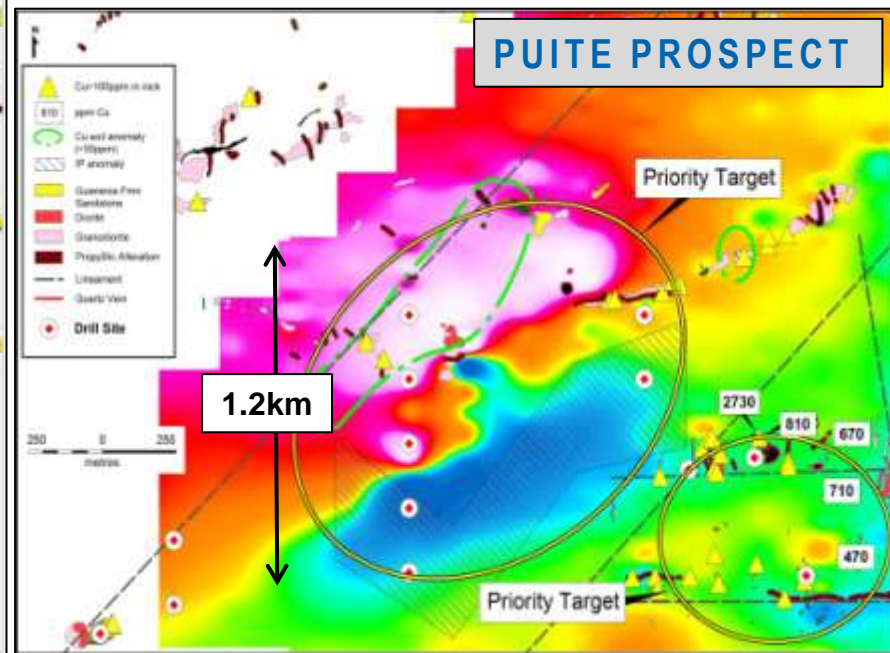 PUITE PROSPECT
Cu>100ppm in rock
810 ppm Cu
Cu soil anomaly
(>50ppm)
IP anomaly
Sandstone
Diorite
Granodiorite
Propylitic Alteration
Lineament
Quartz Vein
Drill Site
Priority Target
1.2km
250 0 250
metres
2730
810
670
710
470
Priority Target